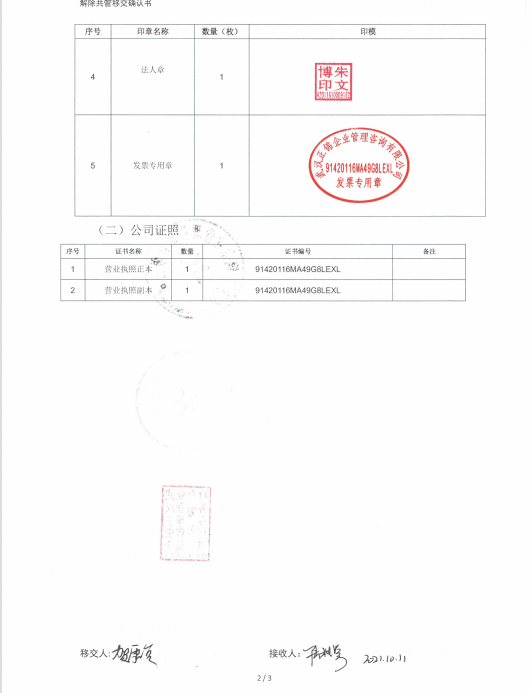 解除共管移交确认书
序号 印章名称 数量（枚） 印模
4 法人章 1
博朱
印文
5 发票专用章 1
武汉正锦企业管理咨询有限公司
91420116MA49G8LEXL
发票专用章
（二）公司证照
序号 证书名称 数量 证书编号 备注
1 营业执照正本 1 91420116MA49G8LEXL
2 营业执照副本 1 91420116MA49G8LEXL
移交人:
接收人:
2021.10.11
2/3